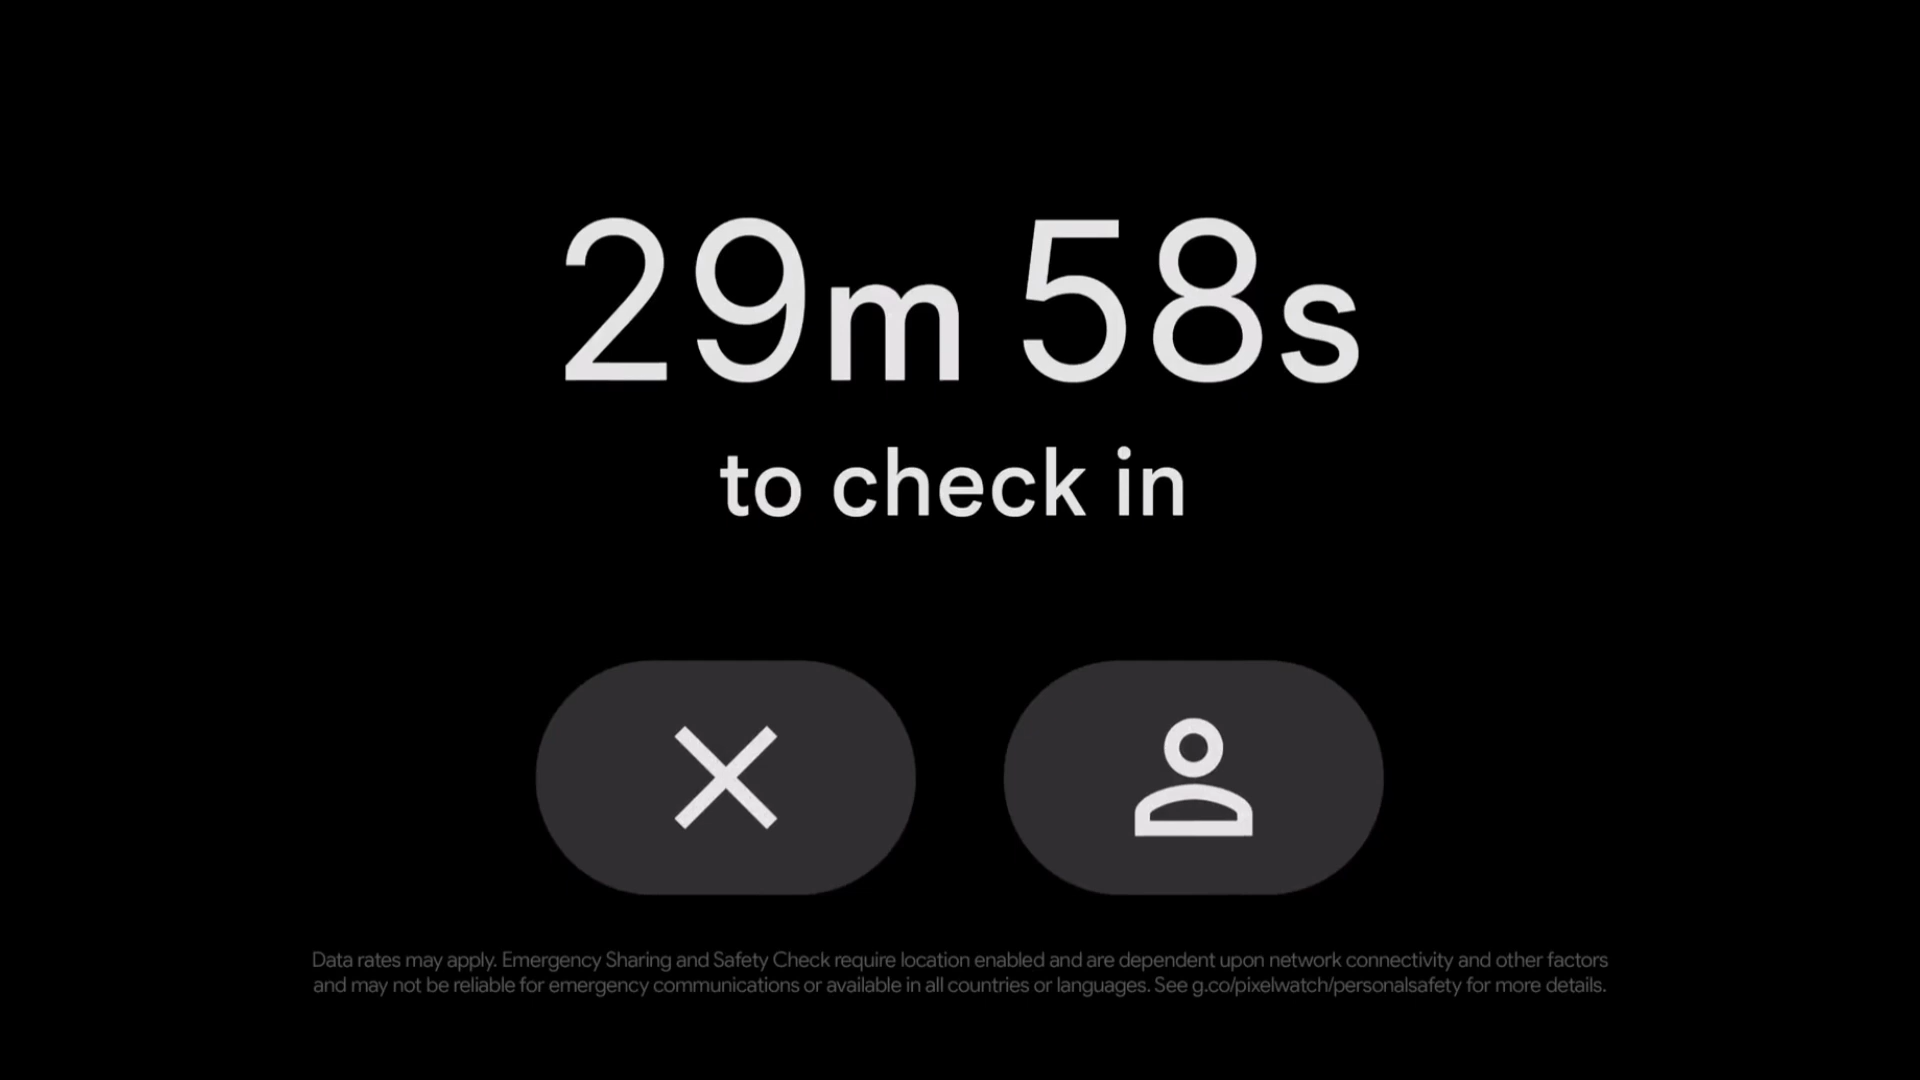 29m 58s
to check in
Data rates may apply. Emergency Sharing and Safety Check require location enabled and are dependent upon network connectivity and other factors
and may not be reliable for emergency communications or available in all countries or languages. See g.co/pixelwatch/personalsafety for more details.